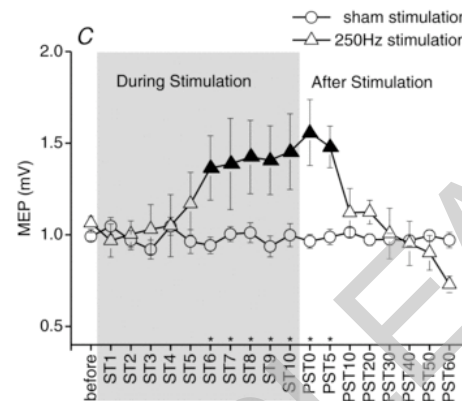 C
sham stimulation
250Hz stimulation
During Stimulation
After Stimulation
MEP (mV)
2.0
1.5
1.0
0.5
* * * * * * *
before
ST1
ST2
ST3
ST4
ST5
ST6
ST7
ST8
ST9
ST10
PST0
PST5
PST10
PST20
PST30
PST40
PST50
PST60